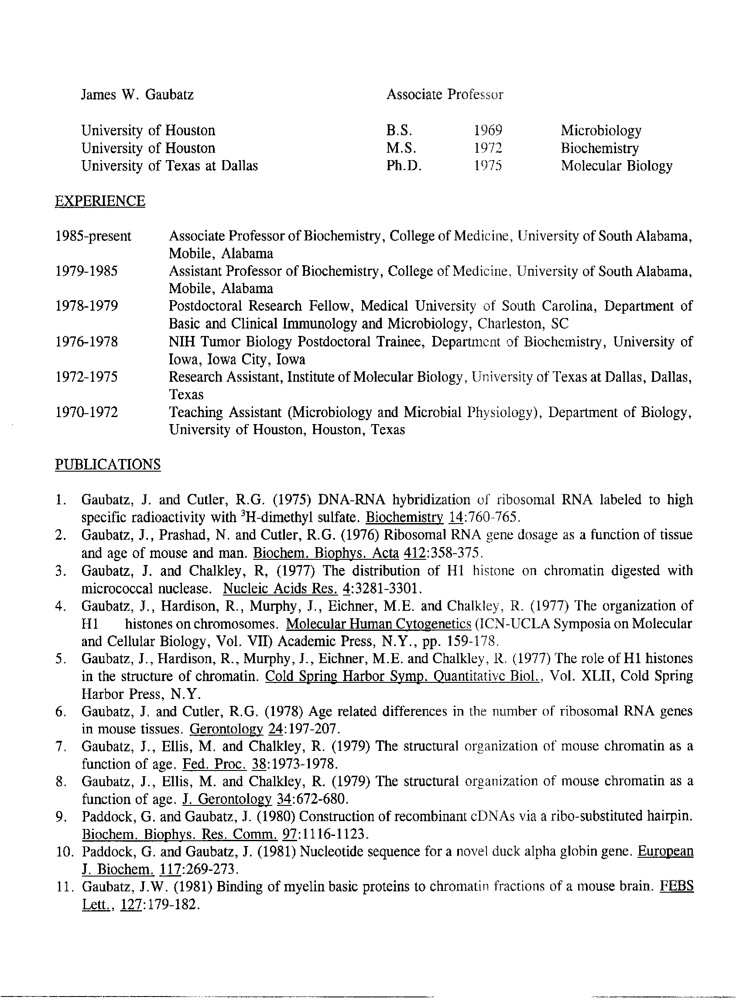 James W. Gaubatz Associate Professor
University of Houston B.S. 1969 Microbiology
University of Houston M.S. 1972 Biochemistry
University of Texas at Dallas Ph.D. 1975 Molecular Biology
EXPERIENCE
1985-present Associate Professor of Biochemistry, College of Medicine, University of South Alabama,
Mobile, Alabama
1979-1985 Assistant Professor of Biochemistry, College of Medicine, University of South Alabama,
Mobile, Alabama
1978-1979 Postdoctoral Research Fellow, Medical University of South Carolina, Department of
Basic and Clinical Immunology and Microbiology, Charleston, SC
1976-1978 NIH Tumor Biology Postdoctoral Trainee, Department of Biochemistry, University of
Iowa, Iowa City, Iowa
1972-1975 Research Assistant, Institute of Molecular Biology, University of Texas at Dallas, Dallas,
Texas
1970-1972 Teaching Assistant (Microbiology and Microbial Physiology), Department of Biology,
University of Houston, Houston, Texas
PUBLICATIONS
1. Gaubatz, J. and Cutler, R.G. (1975) DNA-RNA hybridization of ribosomal RNA labeled to high
specific radioactivity with ³H-dimethyl sulfate. Biochemistry 14:760-765.
2. Gaubatz, J., Prashad, N. and Cutler, R.G. (1976) Ribosomal RNA gene dosage as a function of tissue
and age of mouse and man. Biochem. Biophys. Acta 412:358-375.
3. Gaubatz, J. and Chalkley, R, (1977) The distribution of H1 histone on chromatin digested with
micrococcal nuclease. Nucleic Acids Res. 4:3281-3301.
4. Gaubatz, J., Hardison, R., Murphy, J., Eichner, M.E. and Chalkley, R. (1977) The organization of
H1 histones on chromosomes. Molecular Human Cytogenetics (ICN-UCLA Symposia on Molecular
and Cellular Biology, Vol. VII) Academic Press, N.Y., pp. 159-178.
5. Gaubatz, J., Hardison, R., Murphy, J., Eichner, M.E. and Chalkley, R. (1977) The role of H1 histones
in the structure of chromatin. Cold Spring Harbor Symp. Quantitative Biol., Vol. XLII, Cold Spring
Harbor Press, N.Y.
6. Gaubatz, J. and Cutler, R.G. (1978) Age related differences in the number of ribosomal RNA genes
in mouse tissues. Gerontology 24:197-207.
7. Gaubatz, J., Ellis, M. and Chalkley, R. (1979) The structural organization of mouse chromatin as a
function of age. Fed. Proc. 38:1973-1978.
8. Gaubatz, J., Ellis, M. and Chalkley, R. (1979) The structural organization of mouse chromatin as a
function of age. J. Gerontology 34:672-680.
9. Paddock, G. and Gaubatz, J. (1980) Construction of recombinant cDNAs via a ribo-substituted hairpin.
Biochem. Biophys. Res. Comm. 97:1116-1123.
10. Paddock, G. and Gaubatz, J. (1981) Nucleotide sequence for a novel duck alpha globin gene. European
J. Biochem. 117:269-273.
11. Gaubatz, J.W. (1981) Binding of myelin basic proteins to chromatin fractions of a mouse brain. FEBS
Lett., 127:179-182.